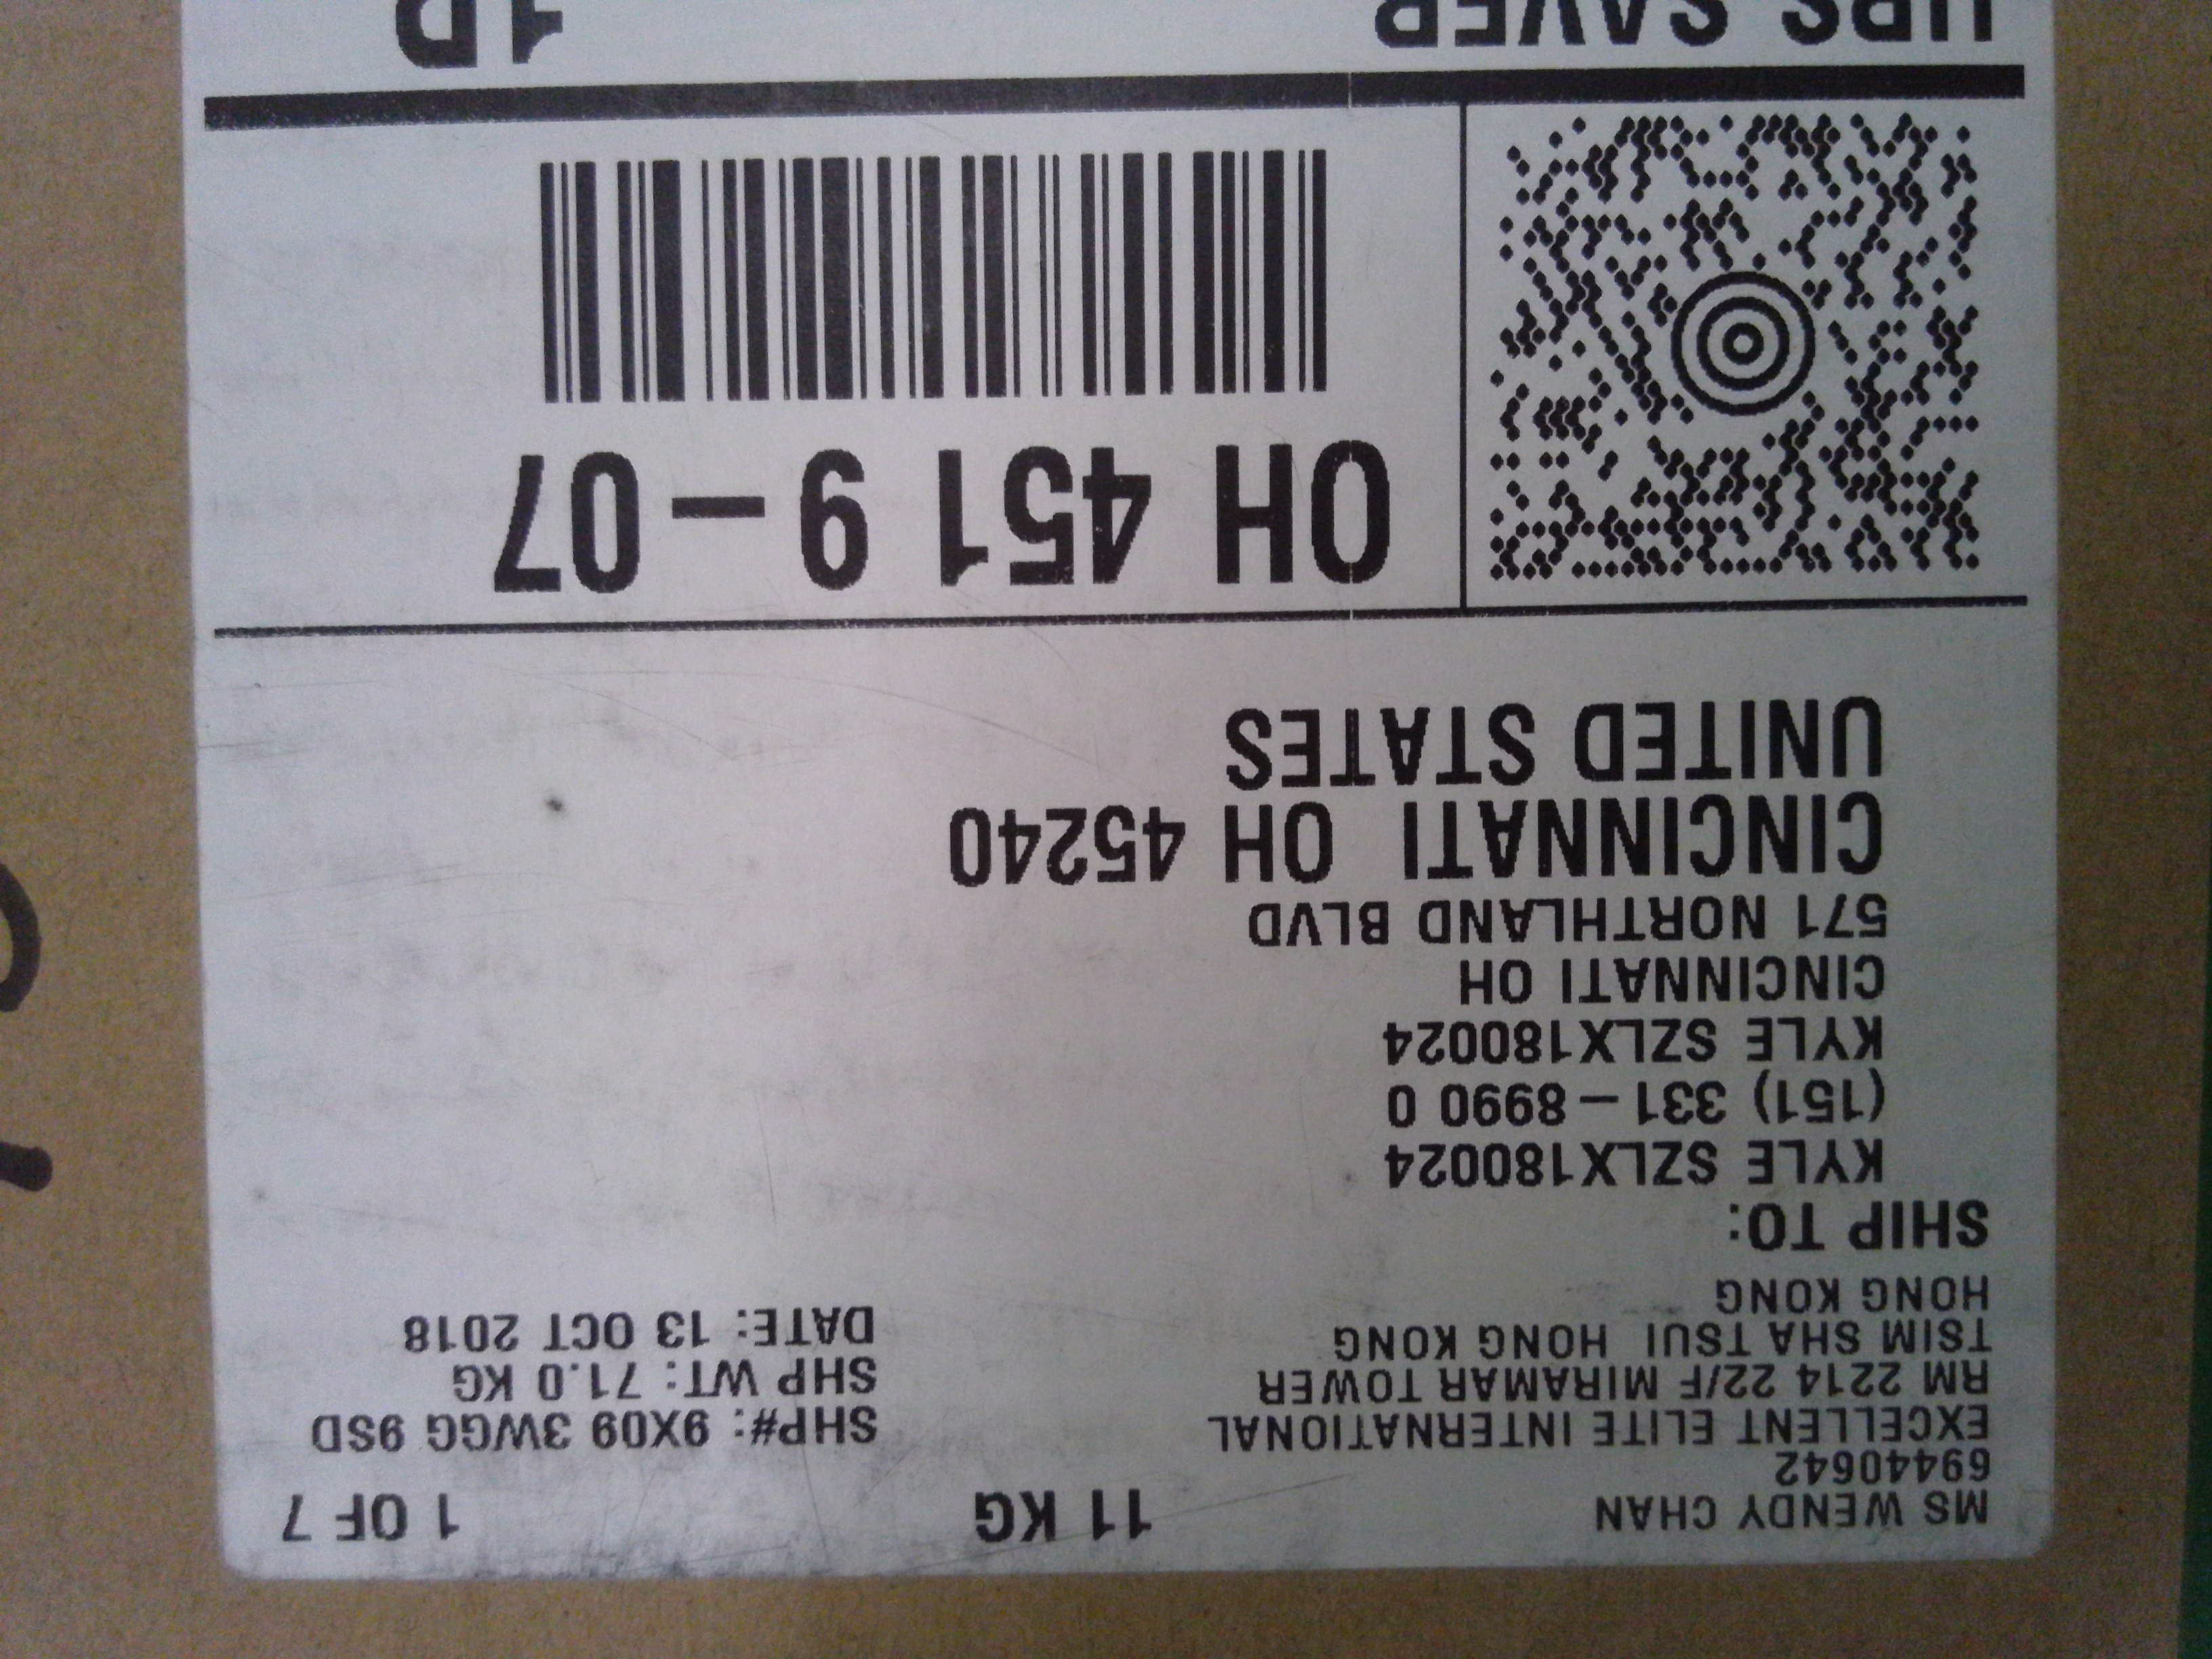 MS WENDY CHAN
69440642
EXCELLENT ELITE INTERNATIONAL
RM 2214 22/F MIRAMAR TOWER
TSIM SHA TSUI HONG KONG
HONG KONG
11 KG
1 OF 7
SHP#: 9X09 3WGG 9SD
SHP WT: 71.0 KG
DATE: 13 OCT 2018
SHIP TO:
KYLE SZLX180024
(151) 331-8990 0
KYLE SZLX180024
CINCINNATI OH
571 NORTHLAND BLVD
CINCINNATI OH 45240
UNITED STATES
OH 451 9-07
UPS SAVER
1P